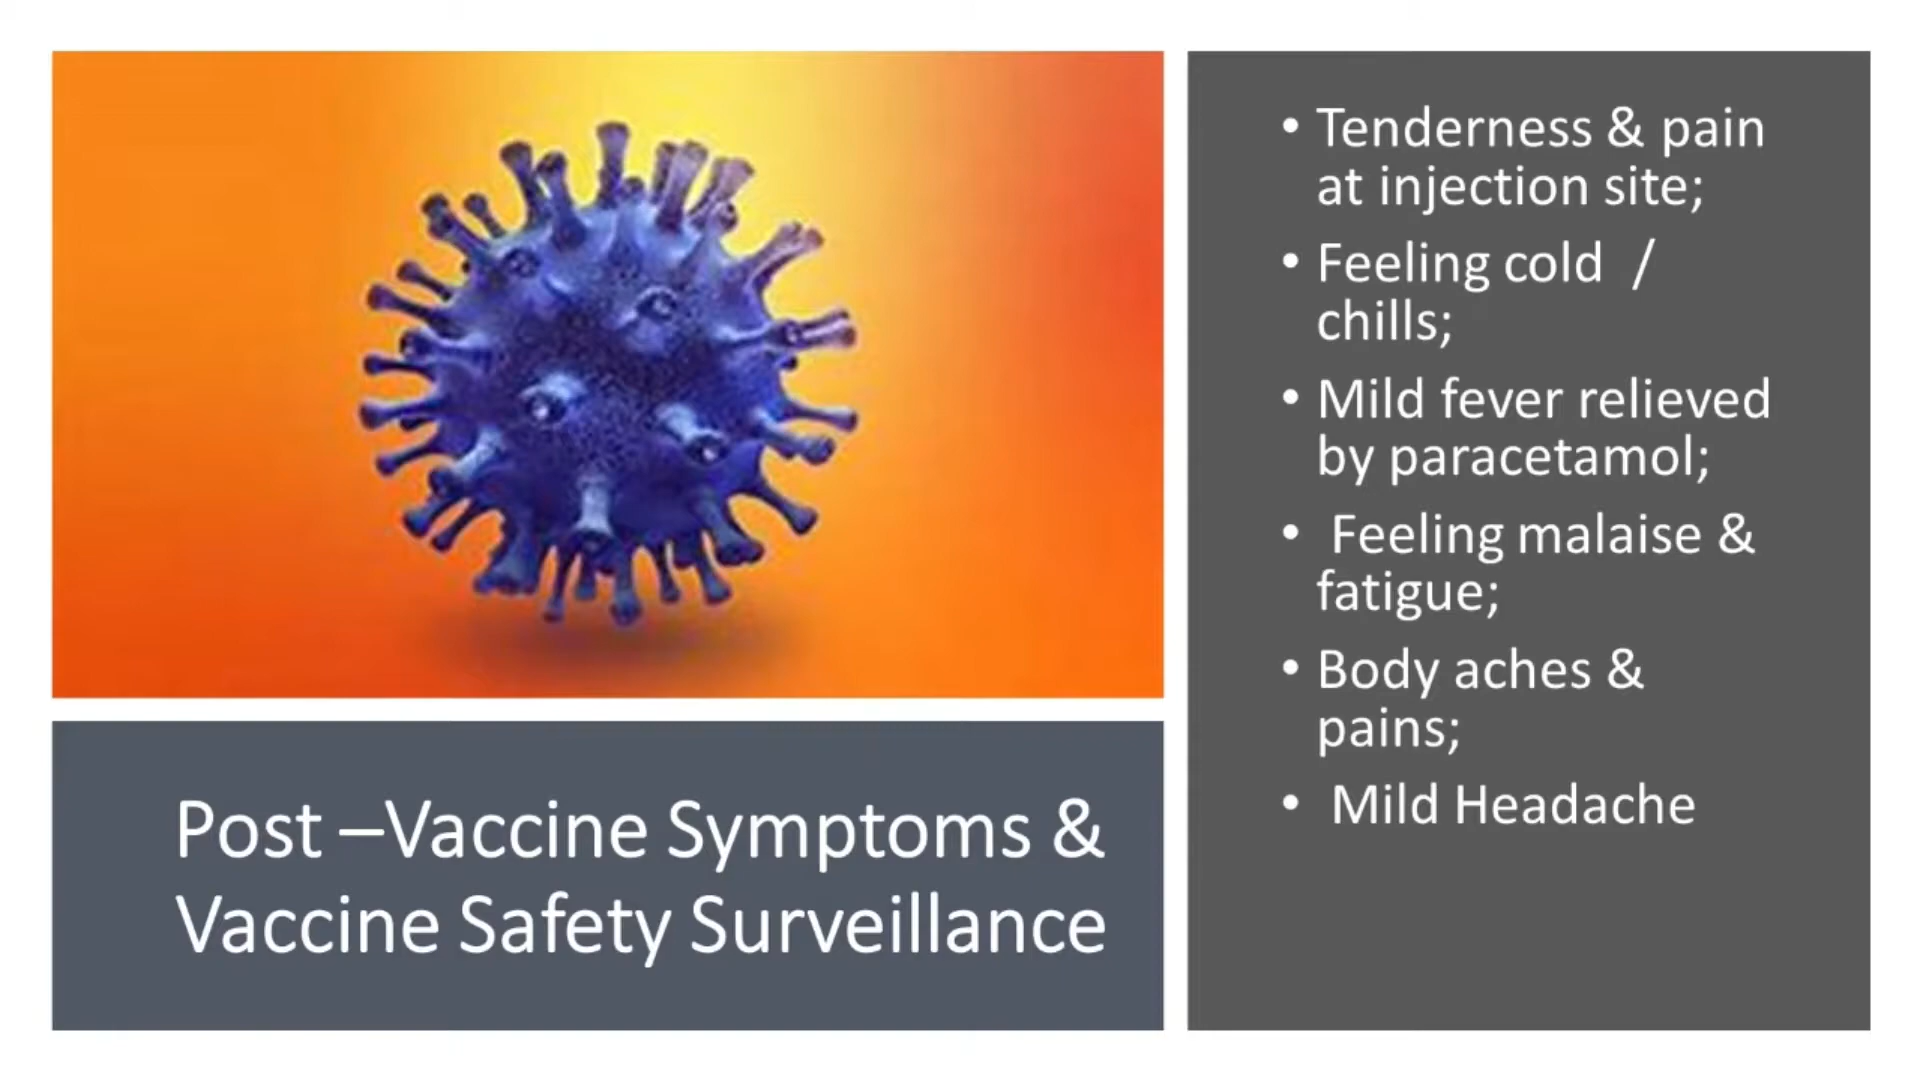 Post –Vaccine Symptoms &
Vaccine Safety Surveillance
• Tenderness & pain
at injection site;
• Feeling cold  /
chills;
• Mild fever relieved
by paracetamol;
•  Feeling malaise &
fatigue;
• Body aches &
pains;
•  Mild Headache